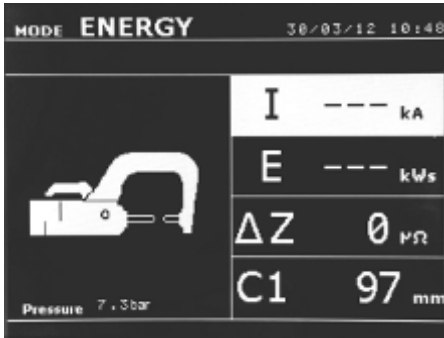 MODE ENERGY 30/03/12 10:48
I --- kA
E --- kWs
ΔZ 0 μΩ
C1 97 mm
Pressure 7.3bar